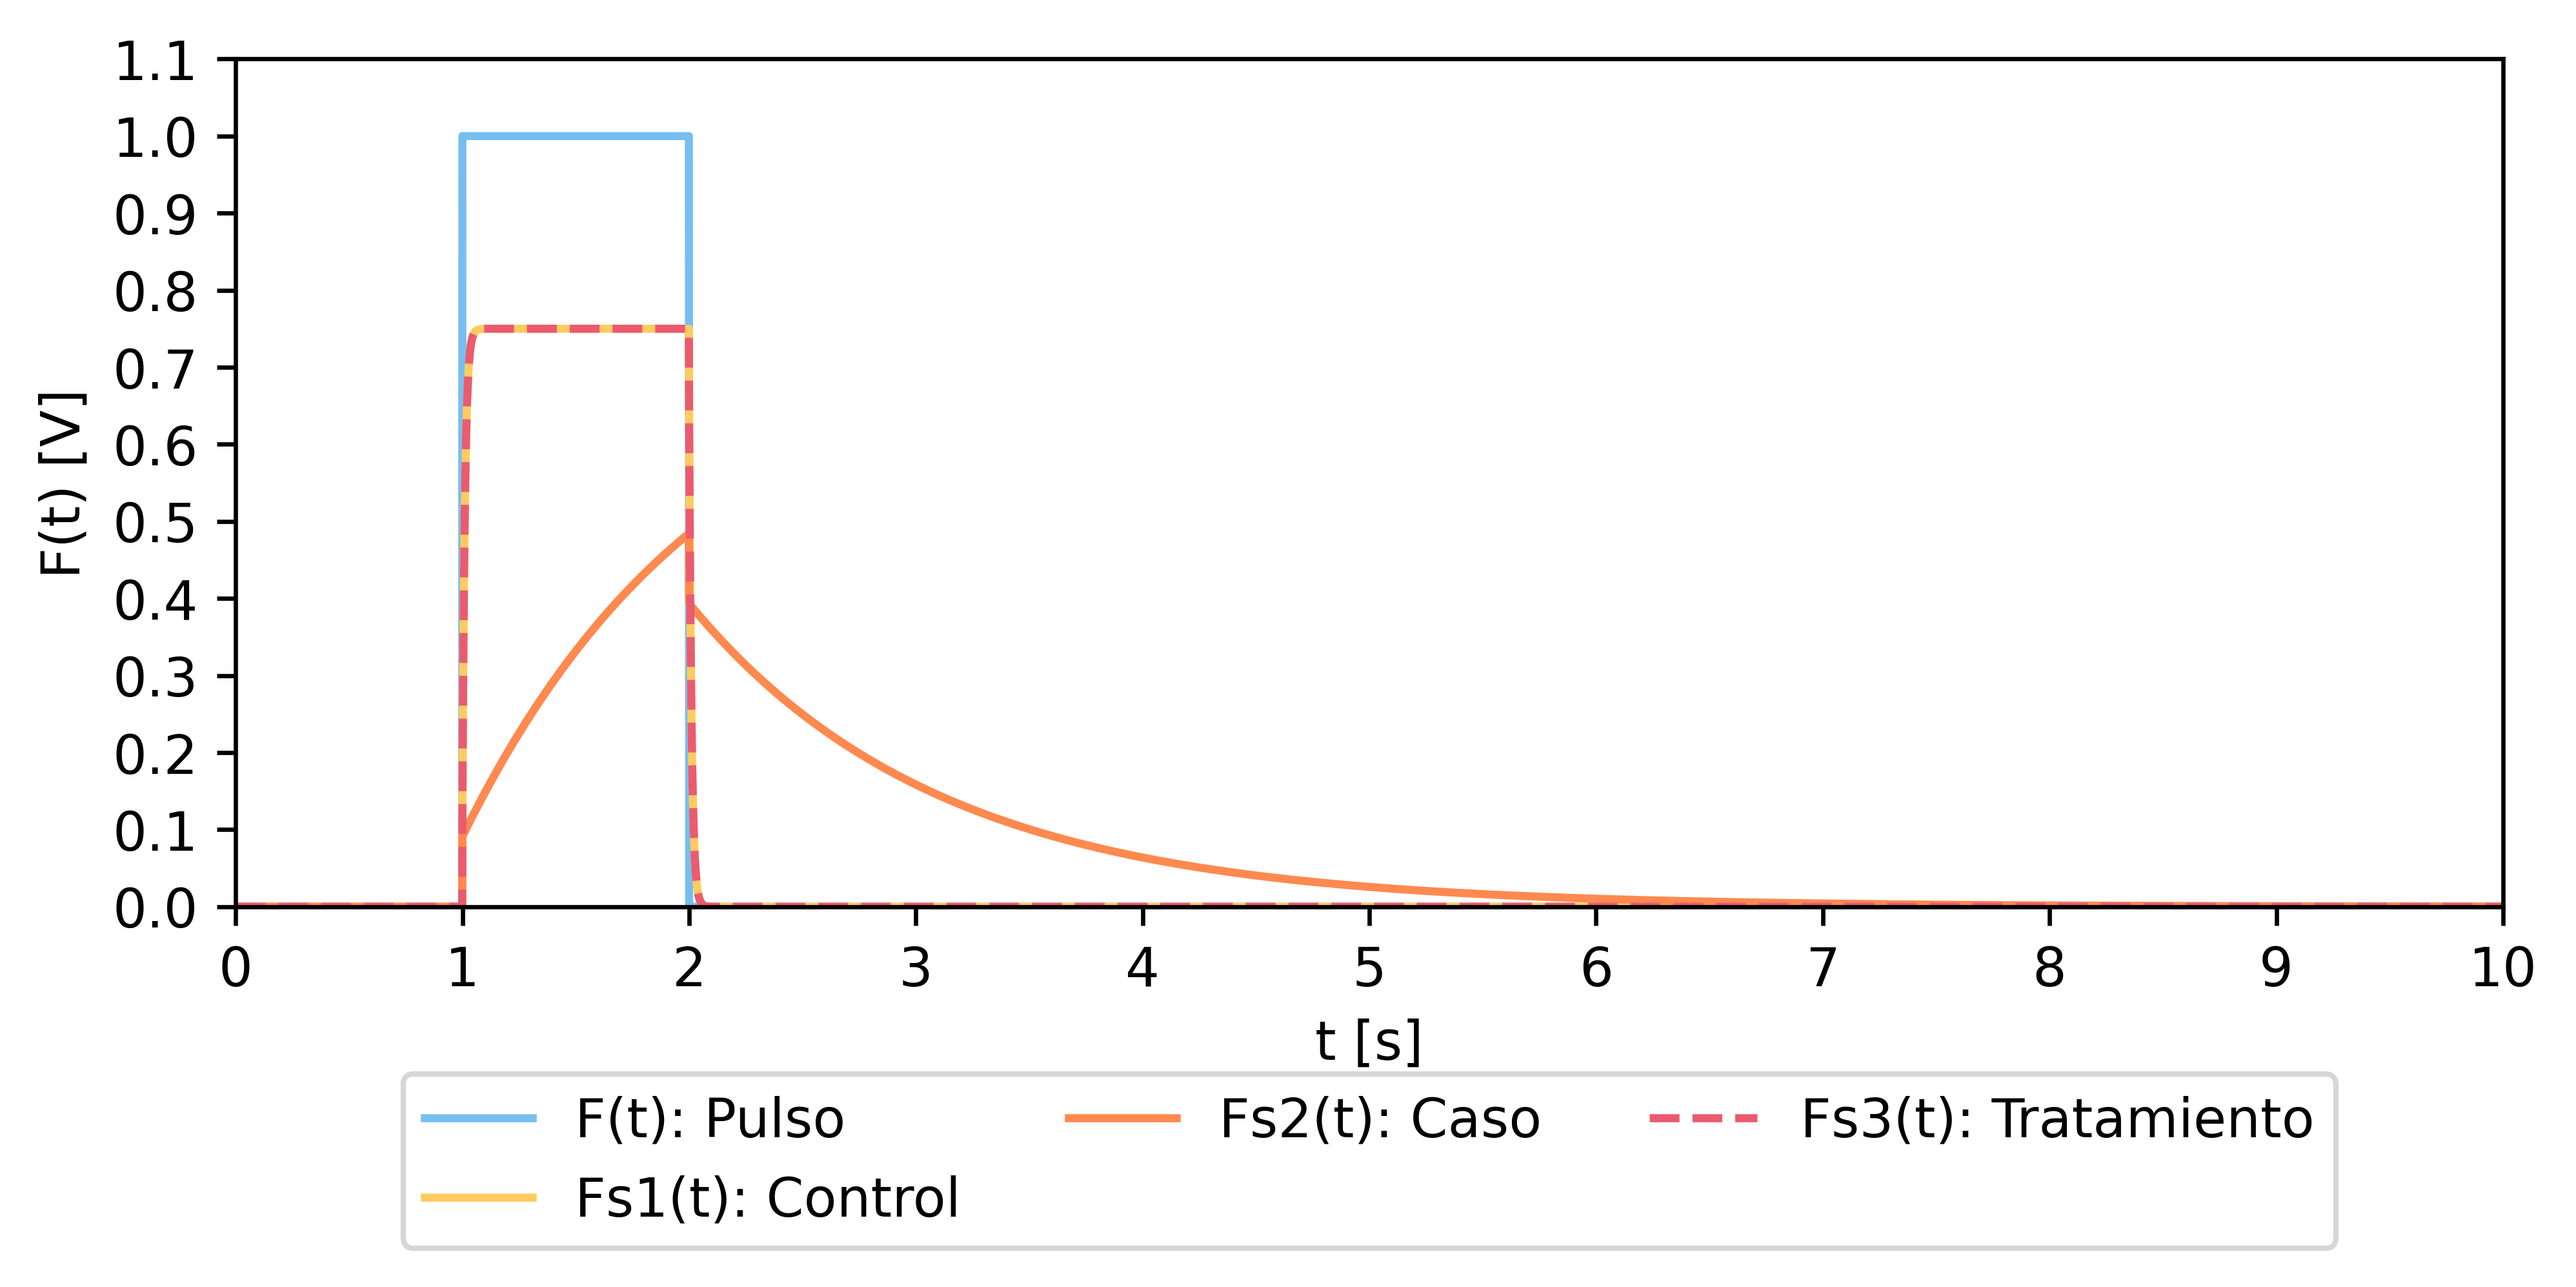 1.1
1.0
0.9
0.8
0.7
0.6
0.5
0.4
0.3
0.2
0.1
0.0
F(t) [V]
0 1 2 3 4 5 6 7 8 9 10
t [s]
F(t): Pulso Fs2(t): Caso Fs3(t): Tratamiento
Fs1(t): Control